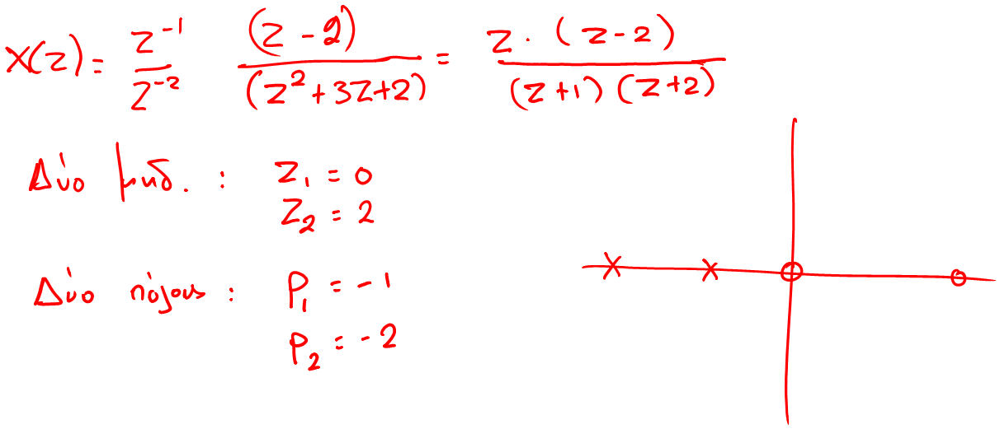 X(z) = z⁻¹/z⁻² (z - 2)/(z² + 3z + 2) = z · (z - 2)/(z + 1)(z + 2)
Δύο μηδ. : z₁ = 0
z₂ = 2
Δύο πόλους : P₁ = -1
P₂ = -2